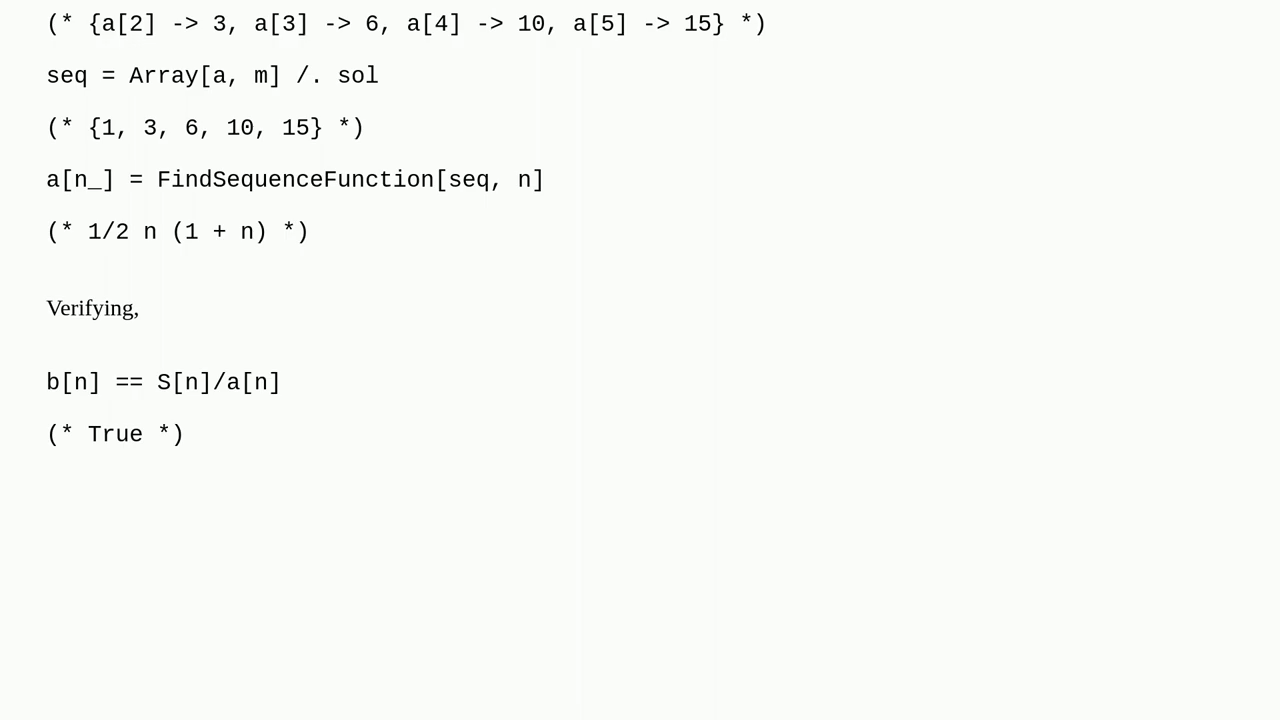 (* {a[2] -> 3, a[3] -> 6, a[4] -> 10, a[5] -> 15} *)
seq = Array[a, m] /. sol
(* {1, 3, 6, 10, 15} *)
a[n_] = FindSequenceFunction[seq, n]
(* 1/2 n (1 + n) *)
Verifying,
b[n] == S[n]/a[n]
(* True *)